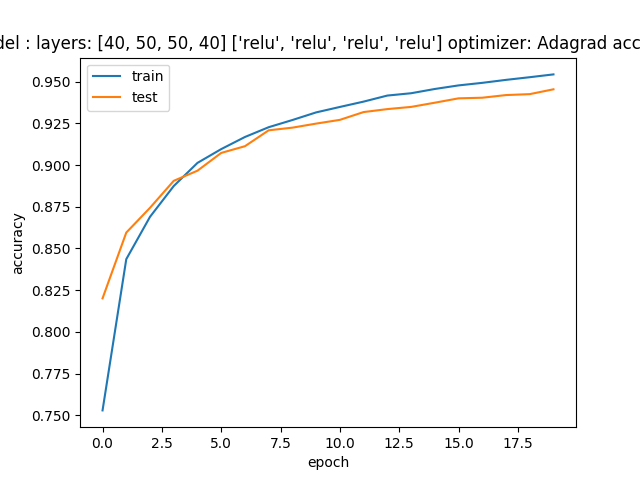 del : layers: [40, 50, 50, 40] ['relu', 'relu', 'relu', 'relu'] optimizer: Adagrad acc
train
test
accuracy
0.950
0.925
0.900
0.875
0.850
0.825
0.800
0.775
0.750
0.0 2.5 5.0 7.5 10.0 12.5 15.0 17.5
epoch